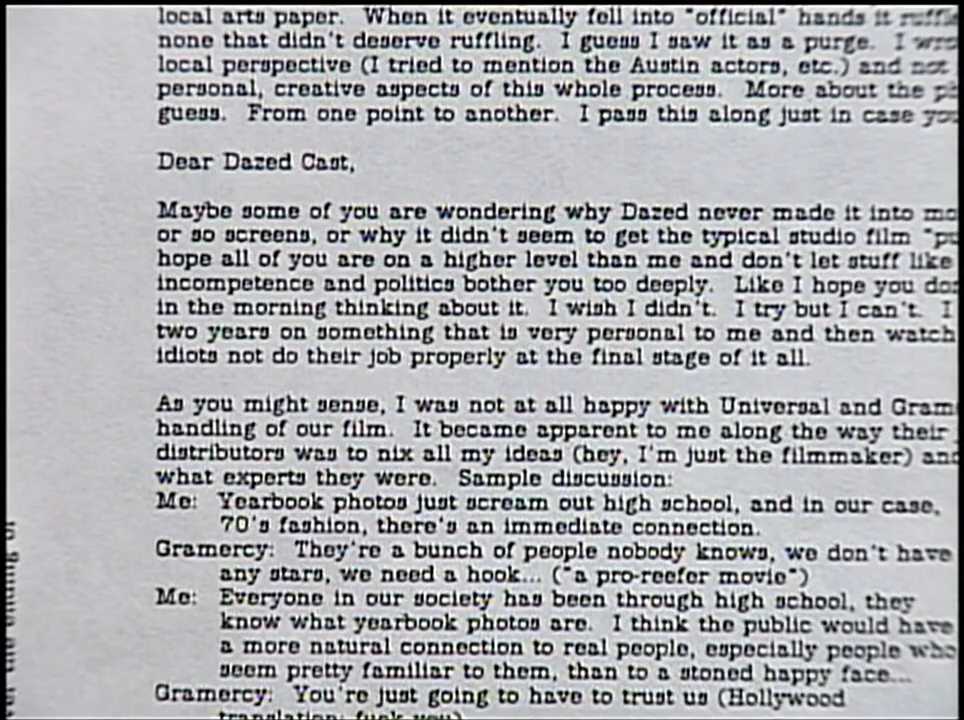 local arts paper.  When it eventually fell into "official" hands it
none that didn't deserve ruffling.  I guess I saw it as a purge.  I
local perspective (I tried to mention the Austin actors, etc.) and not
personal, creative aspects of this whole process.  More about the
guess.  From one point to another.  I pass this along just in case
Dear Dazed Cast,
Maybe some of you are wondering why Dazed never made it into
or so screens, or why it didn't seem to get the typical studio film
hope all of you are on a higher level than me and don't let stuff like
incompetence and politics bother you too deeply.  Like I hope you
in the morning thinking about it.  I wish I didn't.  I try but I can't.  I
two years on something that is very personal to me and then watch
idiots not do their job properly at the final stage of it all.
As you might sense, I was not at all happy with Universal and
handling of our film.  It became apparent to me along the way their
distributors was to nix all my ideas (hey, I'm just the filmmaker) and
what experts they were.  Sample discussion:
Me:  Yearbook photos just scream out high school, and in our case,
70's fashion, there's an immediate connection.
Gramercy:  They're a bunch of people nobody knows, we don't have
any stars, we need a hook... ("a pro-reefer movie")
Me:  Everyone in our society has been through high school, they
know what yearbook photos are.  I think the public would have
a more natural connection to real people, especially people who
seem pretty familiar to them, than to a stoned happy face...
Gramercy:  You're just going to have to trust us (Hollywood
translation: fuck you)